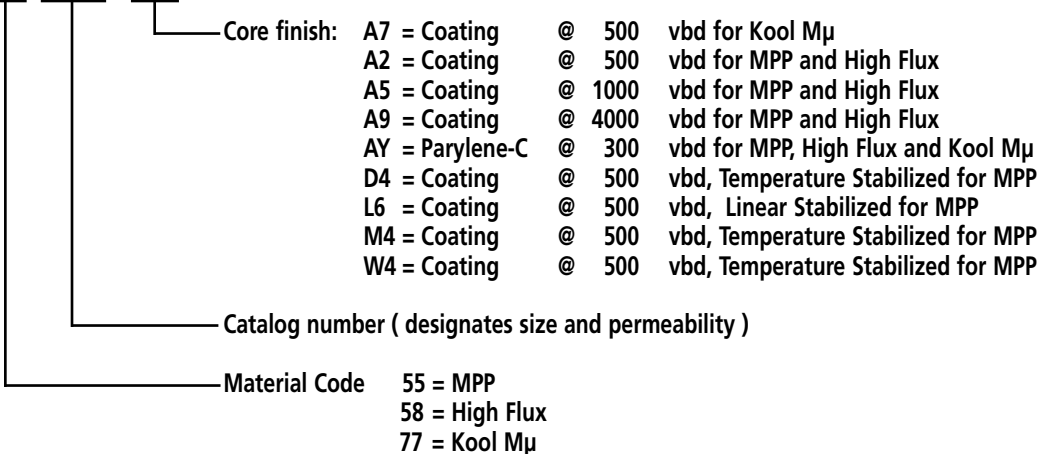 Core finish: A7 = Coating @ 500 vbd for Kool Mµ
A2 = Coating @ 500 vbd for MPP and High Flux
A5 = Coating @ 1000 vbd for MPP and High Flux
A9 = Coating @ 4000 vbd for MPP and High Flux
AY = Parylene-C @ 300 vbd for MPP, High Flux and Kool Mµ
D4 = Coating @ 500 vbd, Temperature Stabilized for MPP
L6 = Coating @ 500 vbd, Linear Stabilized for MPP
M4 = Coating @ 500 vbd, Temperature Stabilized for MPP
W4 = Coating @ 500 vbd, Temperature Stabilized for MPP
Catalog number ( designates size and permeability )
Material Code 55 = MPP
58 = High Flux
77 = Kool Mµ